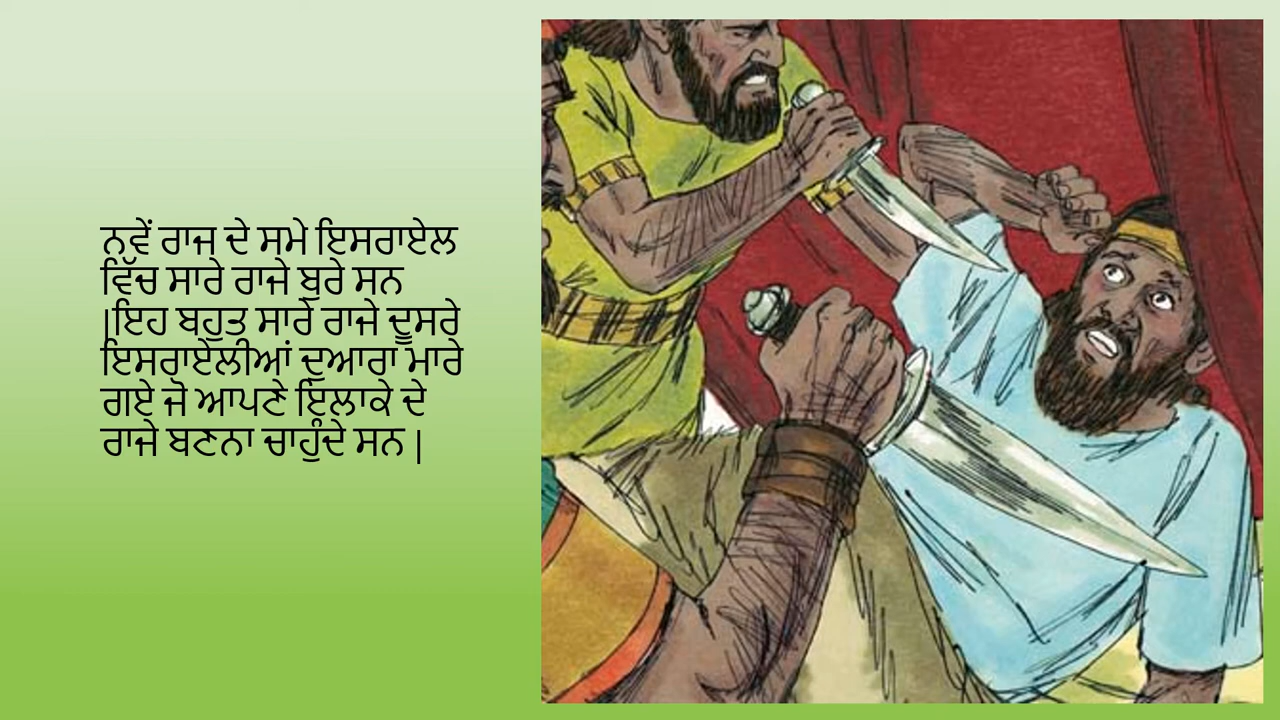 ਨਵੇਂ ਰਾਜ ਦੇ ਸਮੇ ਇਸਰਾਏਲ
ਵਿੱਚ ਸਾਰੇ ਰਾਜੇ ਬੁਰੇ ਸਨ
|ਇਹ ਬਹੁਤ ਸਾਰੇ ਰਾਜੇ ਦੂਸਰੇ
ਇਸਰਾਏਲੀਆਂ ਦੁਆਰਾ ਮਾਰੇ
ਗਏ ਜੋ ਆਪਣੇ ਇਲਾਕੇ ਦੇ
ਰਾਜੇ ਬਣਨਾ ਚਾਹੁੰਦੇ ਸਨ |